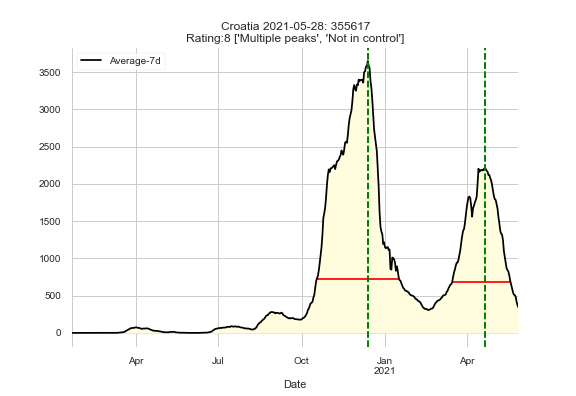 Croatia 2021-05-28: 355617
Rating:8 ['Multiple peaks', 'Not in control']
Average-7d
3500
3000
2500
2000
1500
1000
500
0
Apr
Jul
Oct
Jan
2021
Apr
Date